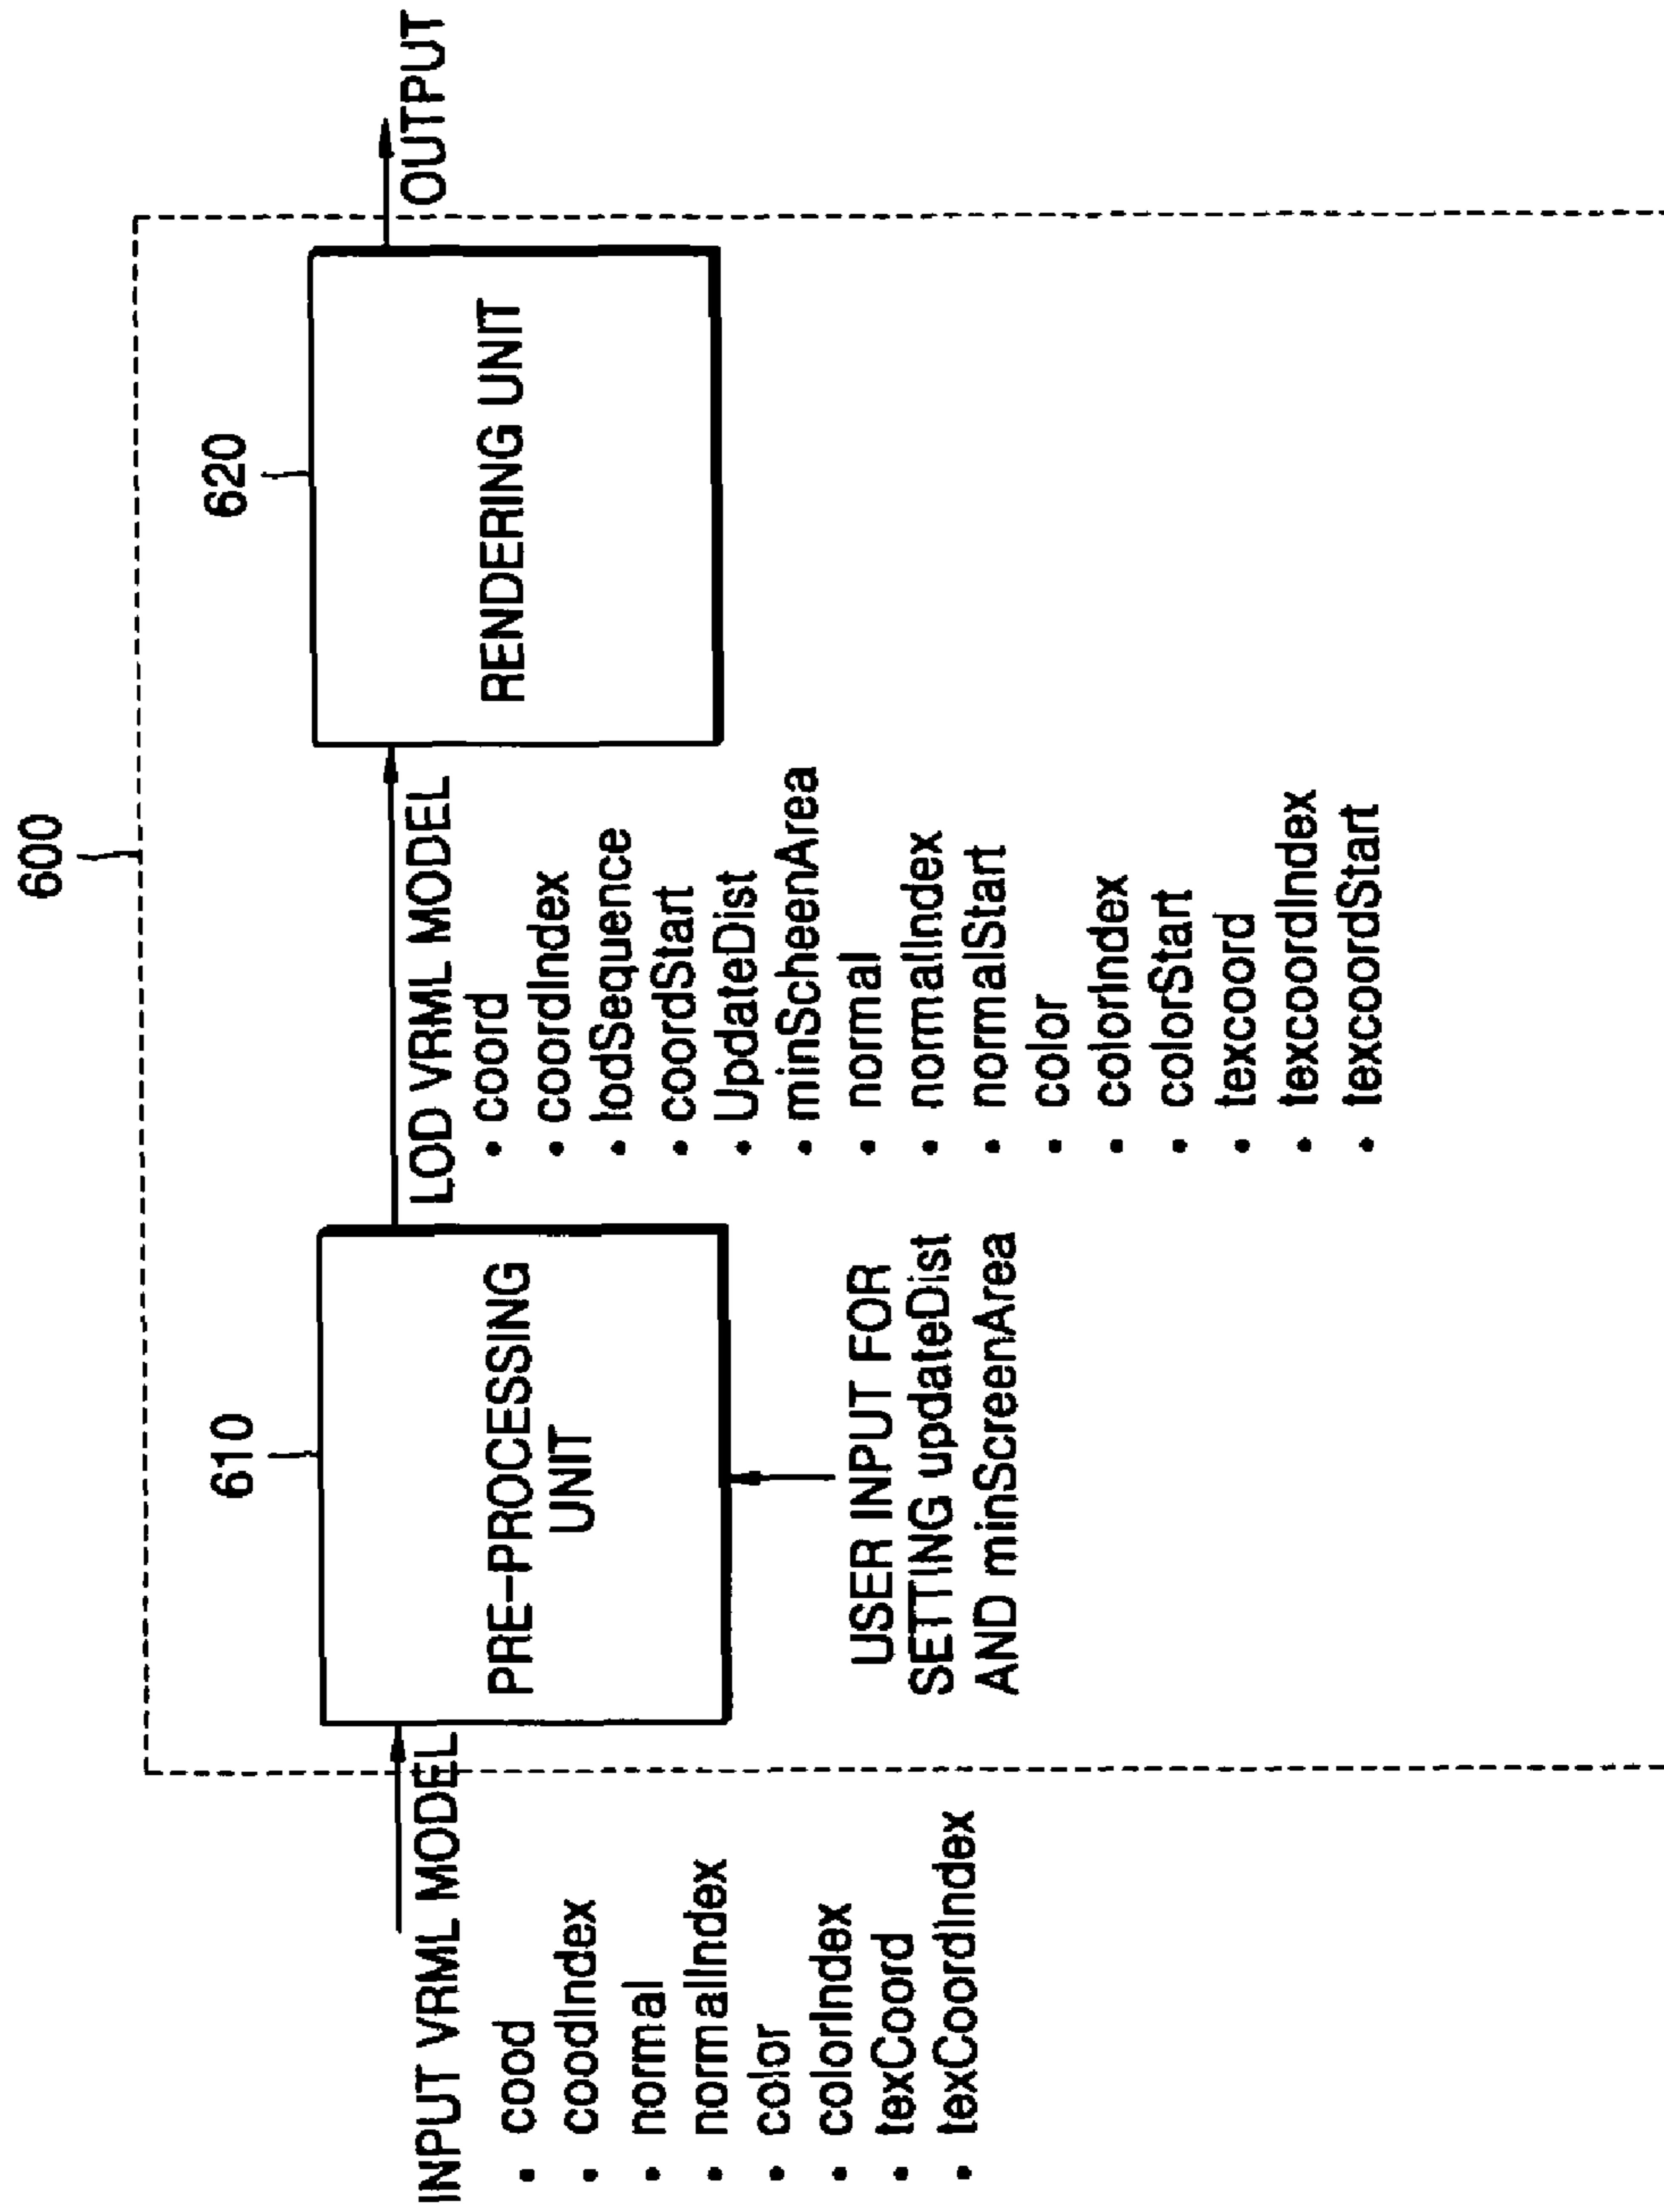 600
INPUT VRML MODEL
• cood
• coodIndex
• normal
• normalIndex
• color
• colorIndex
• texCoord
• texCoordIndex
610
PRE-PROCESSING
UNIT
USER INPUT FOR
SETTING updateDist
AND minScreenArea
LOD VRML MODEL
• coord
• coordIndex
• lodSequence
• coordStart
• UpdateDist
• minScheenArea
• normal
• normalIndex
• normalStart
• color
• colorIndex
• colorStart
• texcoord
• texcoordIndex
• texcoordStart
620
RENDERING UNIT
OUTPUT